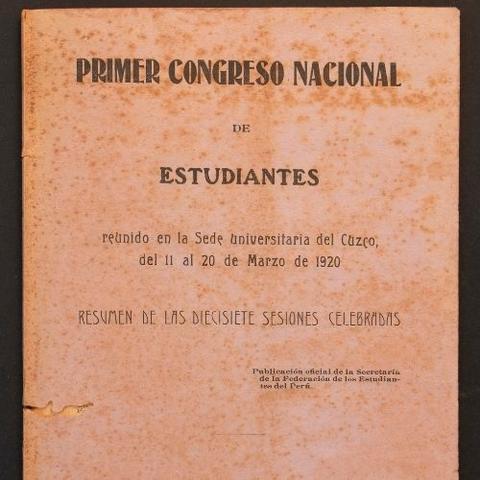 PRIMER CONGRESO NACIONAL
DE
ESTUDIANTES
reunido en la Sede universitaria del Cuzco,
del 11 al 20 de Marzo de 1920
RESUMEN DE LAS DIECISIETE SESIONES CELEBRADAS
Publicación oficial de la Secretaría
de la Federación de los Estudian-
tes del Perú.